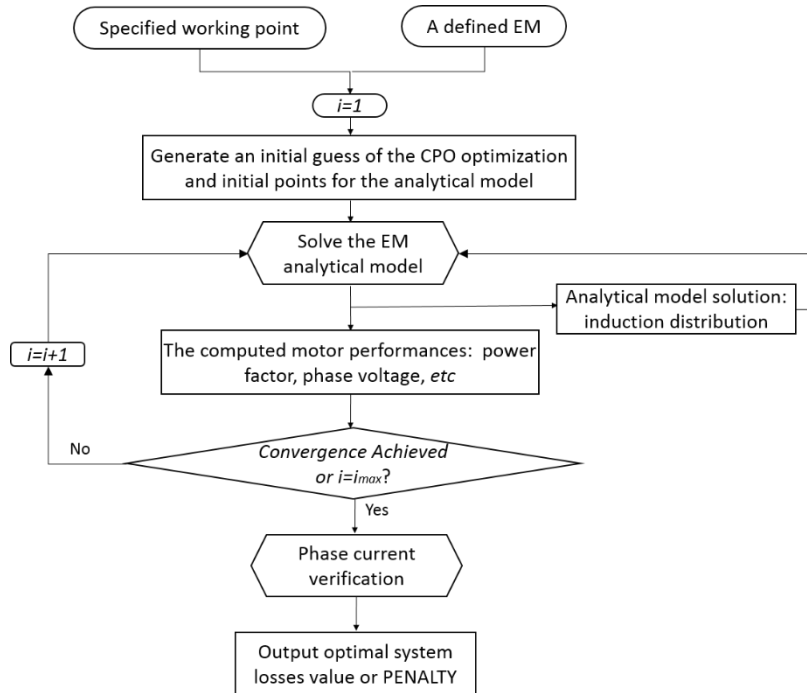 Specified working point
A defined EM
i=1
Generate an initial guess of the CPO optimization
and initial points for the analytical model
Solve the EM
analytical model
Analytical model solution:
induction distribution
i=i+1
The computed motor performances: power
factor, phase voltage, etc
No
Convergence Achieved
or i=imax?
Yes
Phase current
verification
Output optimal system
losses value or PENALTY